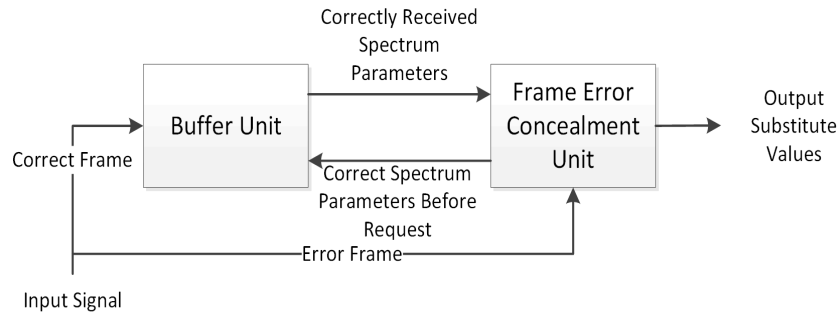 Correctly Received
Spectrum
Parameters
Buffer Unit
Frame Error
Concealment
Unit
Output
Substitute
Values
Correct Frame
Correct Spectrum
Parameters Before
Request
Error Frame
Input Signal